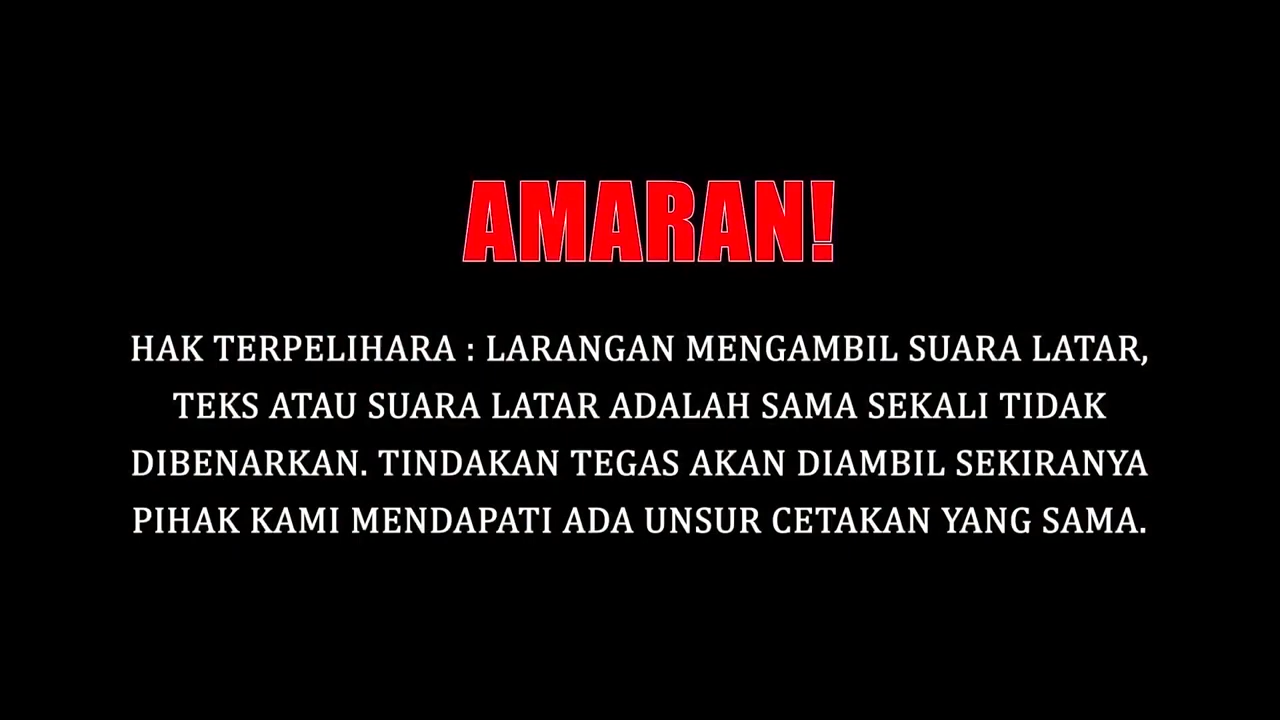 AMARAN!
HAK TERPELIHARA : LARANGAN MENGAMBIL SUARA LATAR,
TEKS ATAU SUARA LATAR ADALAH SAMA SEKALI TIDAK
DIBENARKAN. TINDAKAN TEGAS AKAN DIAMBIL SEKIRANYA
PIHAK KAMI MENDAPATI ADA UNSUR CETAKAN YANG SAMA.